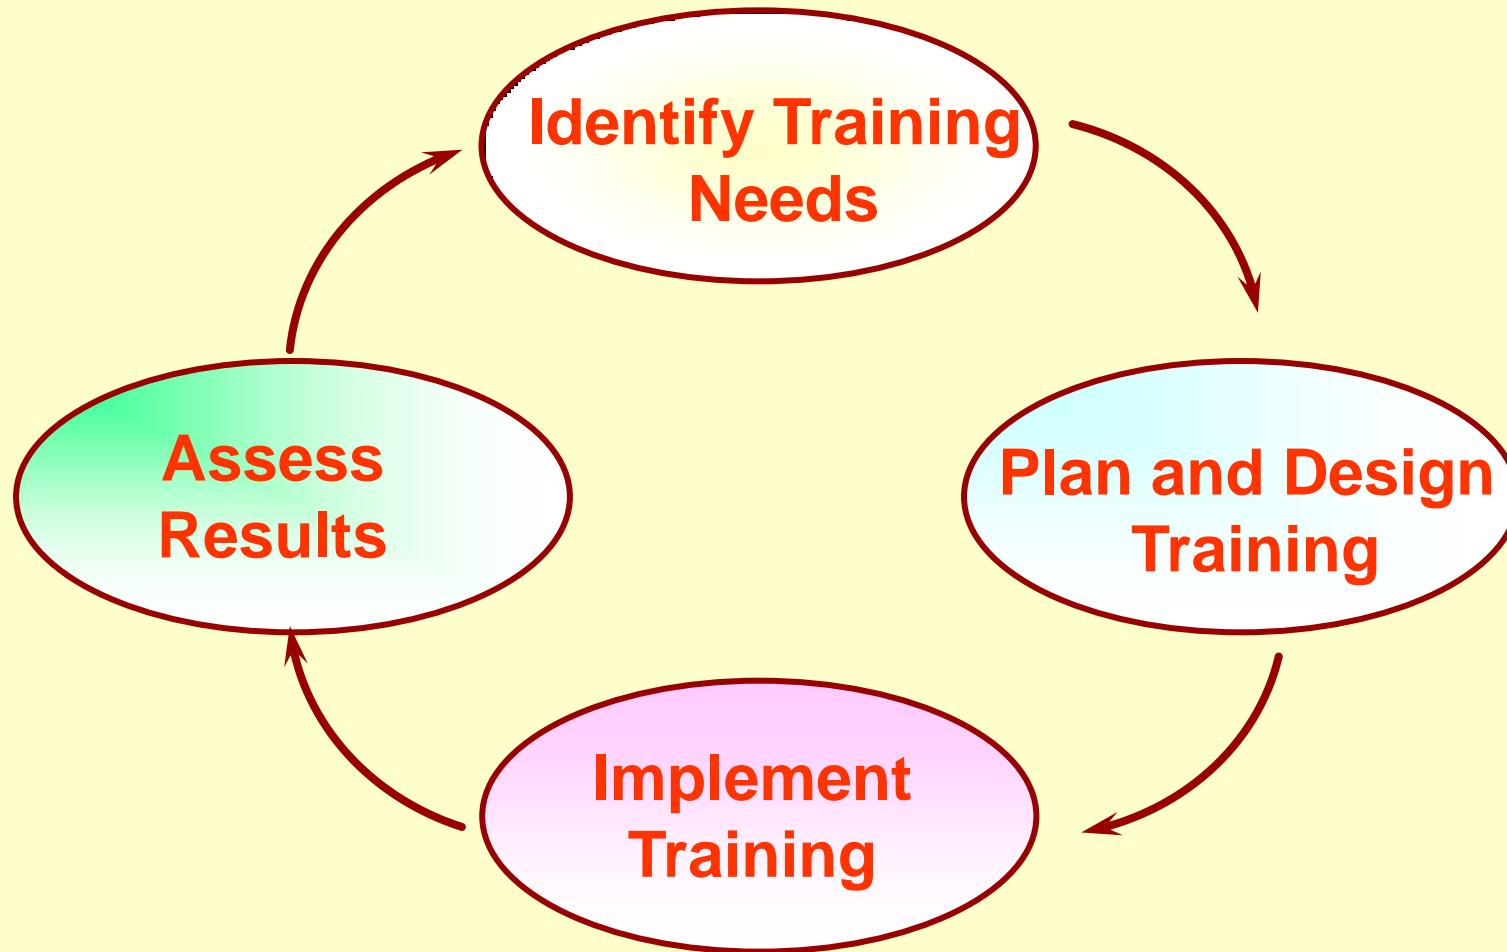 Identify Training
Needs
Plan and Design
Training
Implement
Training
Assess
Results